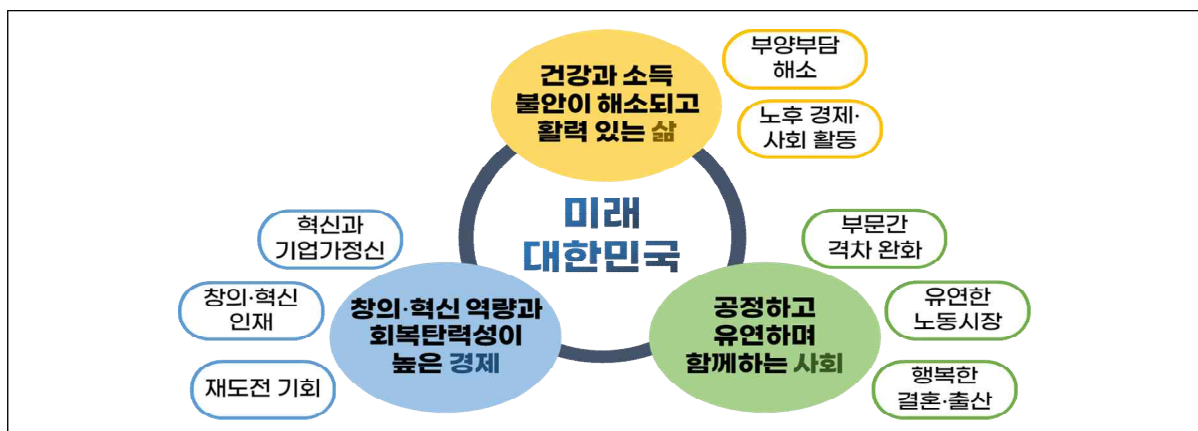 건강과 소득
불안이 해소되고
활력 있는 삶
부양부담
해소
노후 경제·
사회 활동
미래
대한민국
혁신과
기업가정신
창의·혁신
인재
재도전 기회
창의·혁신 역량과
회복탄력성이
높은 경제
공정하고
유연하며
함께하는 사회
부문간
격차 완화
유연한
노동시장
행복한
결혼·출산